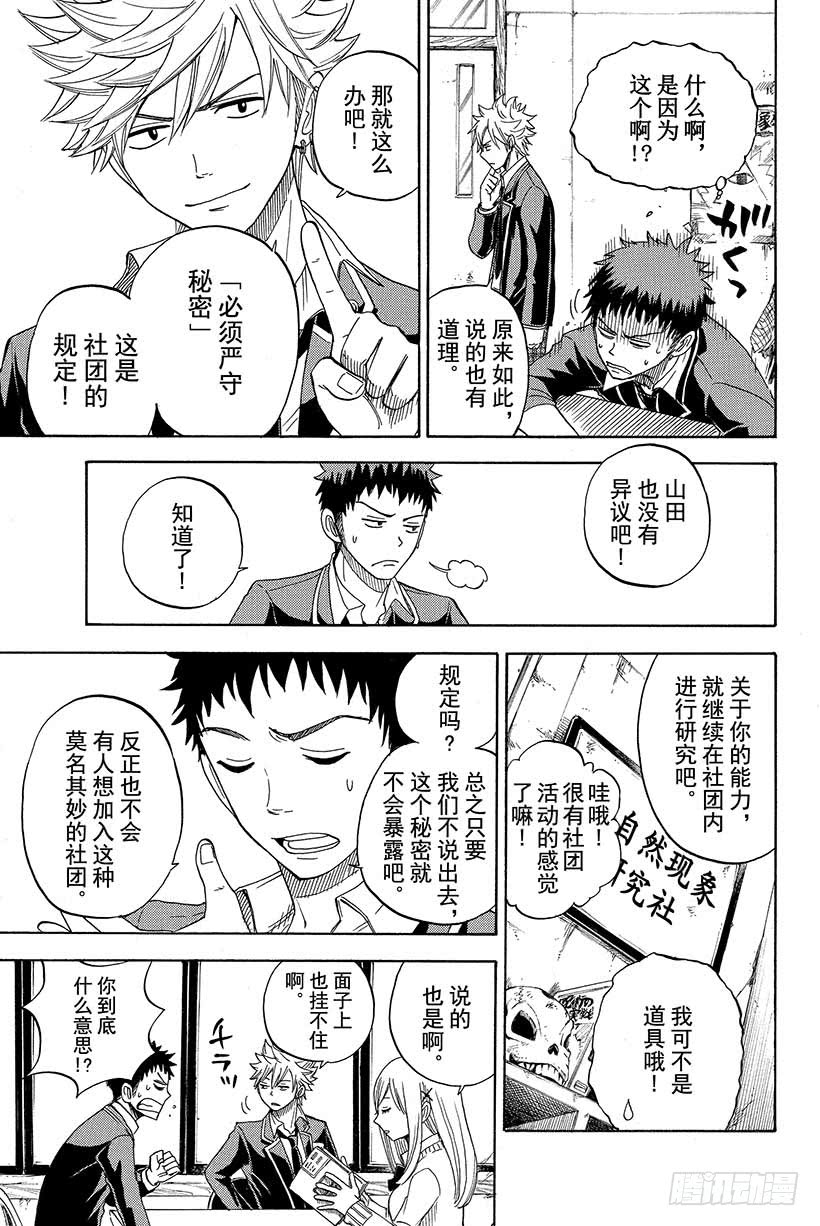 什么啊，
是因为
这个啊!?
がくっ
原来如此，
说的也有
道理。
那就这么
办吧！
「必须严守
秘密」
这是
社团的
规定！
山田
也没有
异议吧！
知道了！
关于你的能力，
就继续在社团内
进行研究吧。
哇哦！
很有社团
活动的感觉
了嘛！
自然现象
研究社
我可不是
道具哦！
规定吗？
总之只要
我们不说出去，
这个秘密就
不会暴露吧。
反正也不会
有人想加入这种
莫名其妙的社团。
说的
也是啊。
面子上
也挂不住
啊。
チラッ
你到底
什么意思!?
腾讯动漫